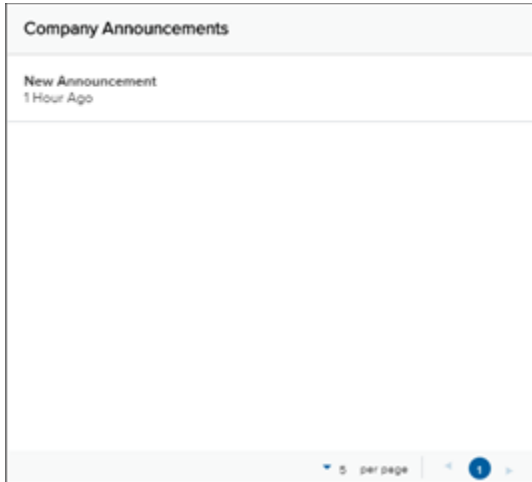 Company Announcements
New Announcement
1 Hour Ago
5 per page 1